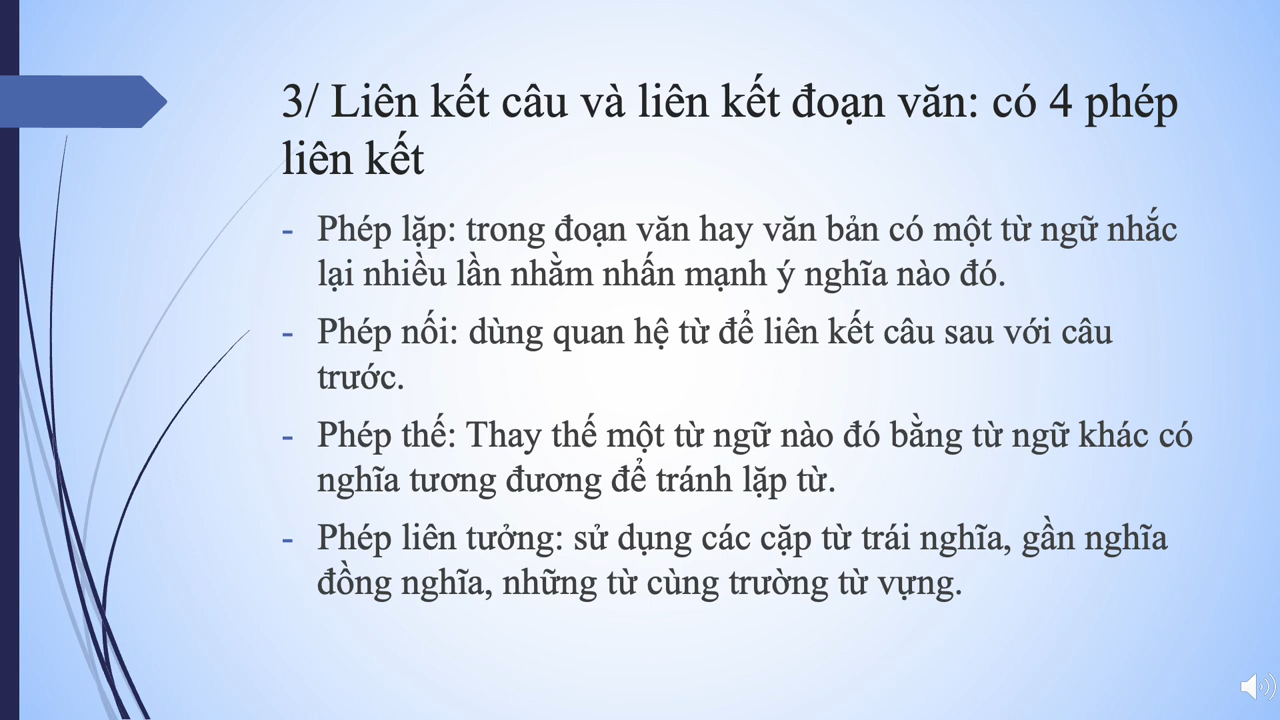 3/ Liên kết câu và liên kết đoạn văn: có 4 phép
liên kết
- Phép lặp: trong đoạn văn hay văn bản có một từ ngữ nhắc
lại nhiều lần nhằm nhấn mạnh ý nghĩa nào đó.
- Phép nối: dùng quan hệ từ để liên kết câu sau với câu
trước.
- Phép thế: Thay thế một từ ngữ nào đó bằng từ ngữ khác có
nghĩa tương đương để tránh lặp từ.
- Phép liên tưởng: sử dụng các cặp từ trái nghĩa, gần nghĩa
đồng nghĩa, những từ cùng trường từ vựng.